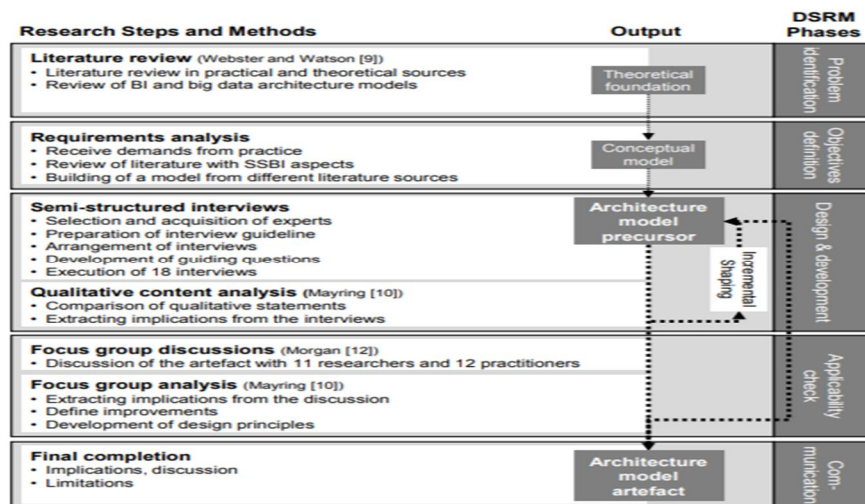 Research Steps and Methods
Output
DSRM
Phases
Literature review (Webster and Watson [9])
• Literature review in practical and theoretical sources
• Review of BI and big data architecture models
Theoretical
foundation
Problem
identification
Requirements analysis
• Receive demands from practice
• Review of literature with SSBI aspects
• Building of a model from different literature sources
Conceptual
model
Objectives
definition
Semi-structured interviews
• Selection and acquisition of experts
• Preparation of interview guideline
• Arrangement of interviews
• Development of guiding questions
• Execution of 18 interviews
Architecture
model
precursor
Incremental
Shaping
Design & development
Qualitative content analysis (Mayring [10])
• Comparison of qualitative statements
• Extracting implications from the interviews
Focus group discussions (Morgan [12])
• Discussion of the artefact with 11 researchers and 12 practitioners
Focus group analysis (Mayring [10])
• Extracting implications from the discussion
• Define improvements
• Development of design principles
Applicability
check
Final completion
• Implications, discussion
• Limitations
Architecture
model
artefact
Com-
munication